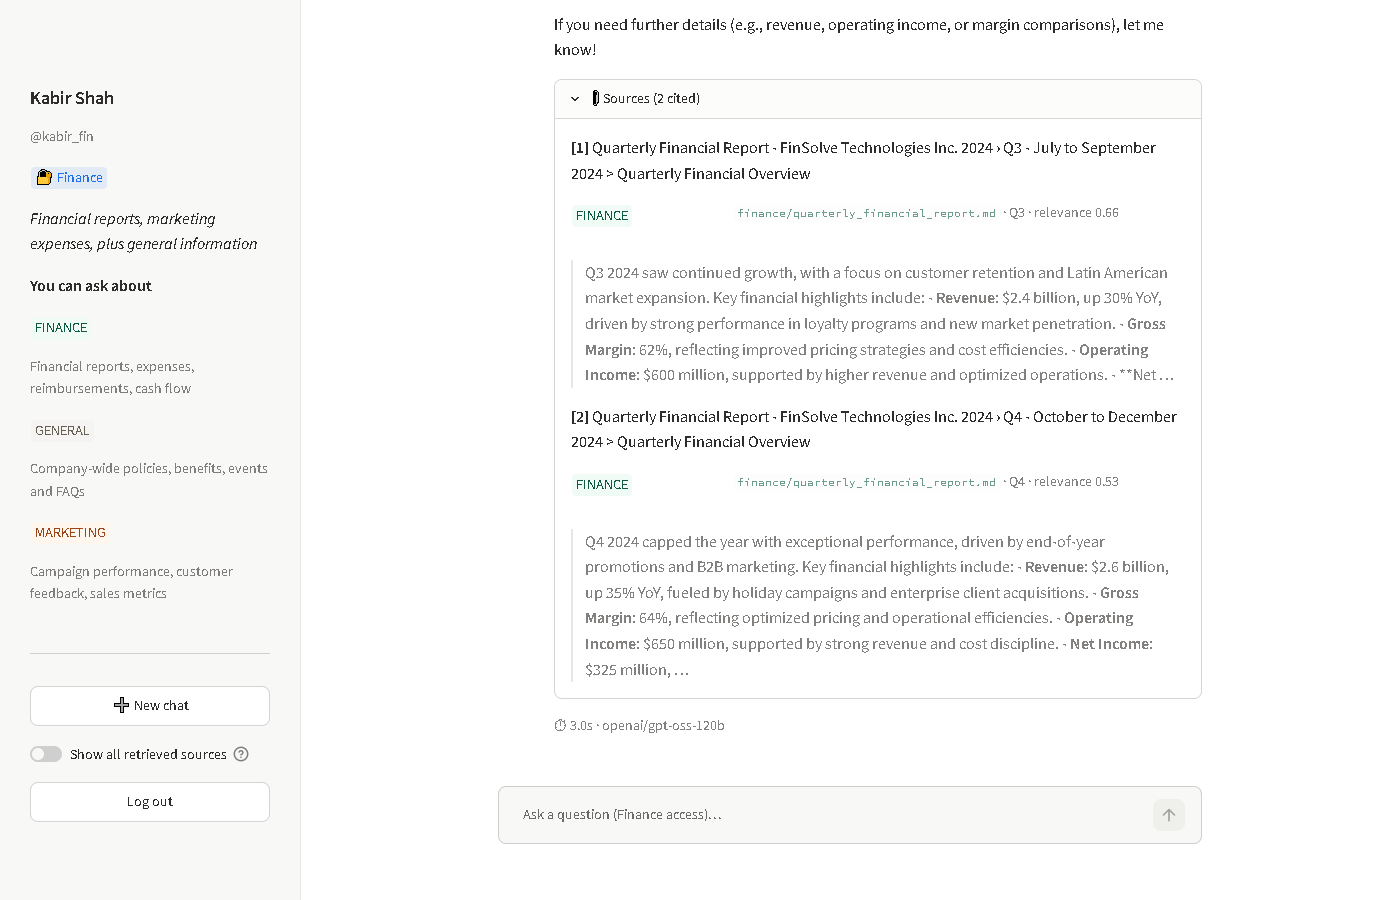 Kabir Shah
@kabir_fin
Finance
Financial reports, marketing
expenses, plus general information
You can ask about
FINANCE
Financial reports, expenses,
reimbursements, cash flow
GENERAL
Company-wide policies, benefits, events
and FAQs
MARKETING
Campaign performance, customer
feedback, sales metrics
New chat
Show all retrieved sources
Log out
If you need further details (e.g., revenue, operating income, or margin comparisons), let me
know!
Sources (2 cited)
[1] Quarterly Financial Report - FinSolve Technologies Inc. 2024 › Q3 - July to September
2024 > Quarterly Financial Overview
FINANCE finance/quarterly_financial_report.md · Q3 · relevance 0.66
Q3 2024 saw continued growth, with a focus on customer retention and Latin American
market expansion. Key financial highlights include: - Revenue: $2.4 billion, up 30% YoY,
driven by strong performance in loyalty programs and new market penetration. - Gross
Margin: 62%, reflecting improved pricing strategies and cost efficiencies. - Operating
Income: $600 million, supported by higher revenue and optimized operations. - **Net …
[2] Quarterly Financial Report - FinSolve Technologies Inc. 2024 › Q4 - October to December
2024 > Quarterly Financial Overview
FINANCE finance/quarterly_financial_report.md · Q4 · relevance 0.53
Q4 2024 capped the year with exceptional performance, driven by end-of-year
promotions and B2B marketing. Key financial highlights include: - Revenue: $2.6 billion,
up 35% YoY, fueled by holiday campaigns and enterprise client acquisitions. - Gross
Margin: 64%, reflecting optimized pricing and operational efficiencies. - Operating
Income: $650 million, supported by strong revenue and cost discipline. - Net Income:
$325 million, …
3.0s · openai/gpt-oss-120b
Ask a question (Finance access)…